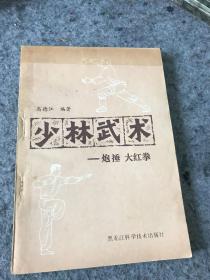 高德江 编著
少林武术
—炮捶 大红拳
黑龙江科学技术出版社